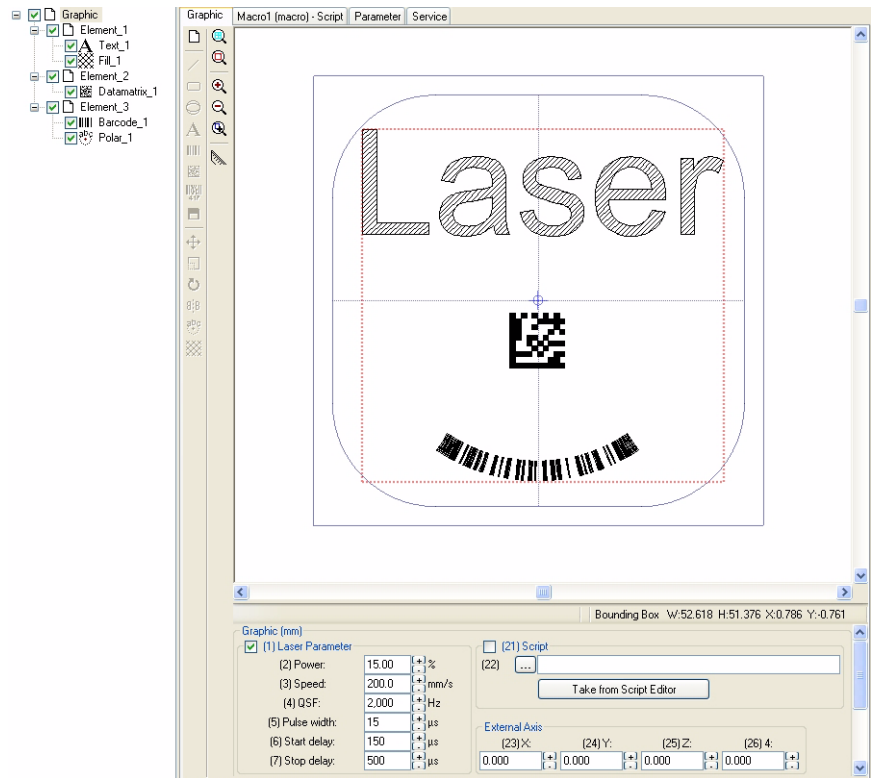 Graphic
Element_1
Text_1
Fill_1
Element_2
Datamatrix_1
Element_3
Barcode_1
Polar_1
Graphic Macro1 (macro) - Script Parameter Service
Laser
Bounding Box W:52.618 H:51.376 X:0.786 Y:-0.761
Graphic (mm)
(1) Laser Parameter
(2) Power: 15.00 %
(3) Speed: 200.0 mm/s
(4) QSF: 2,000 Hz
(5) Pulse width: 15 µs
(6) Start delay: 150 µs
(7) Stop delay: 500 µs
(21) Script
(22) ...
Take from Script Editor
External Axis
(23) X: (24) Y: (25) Z: (26) 4:
0.000 0.000 0.000 0.000